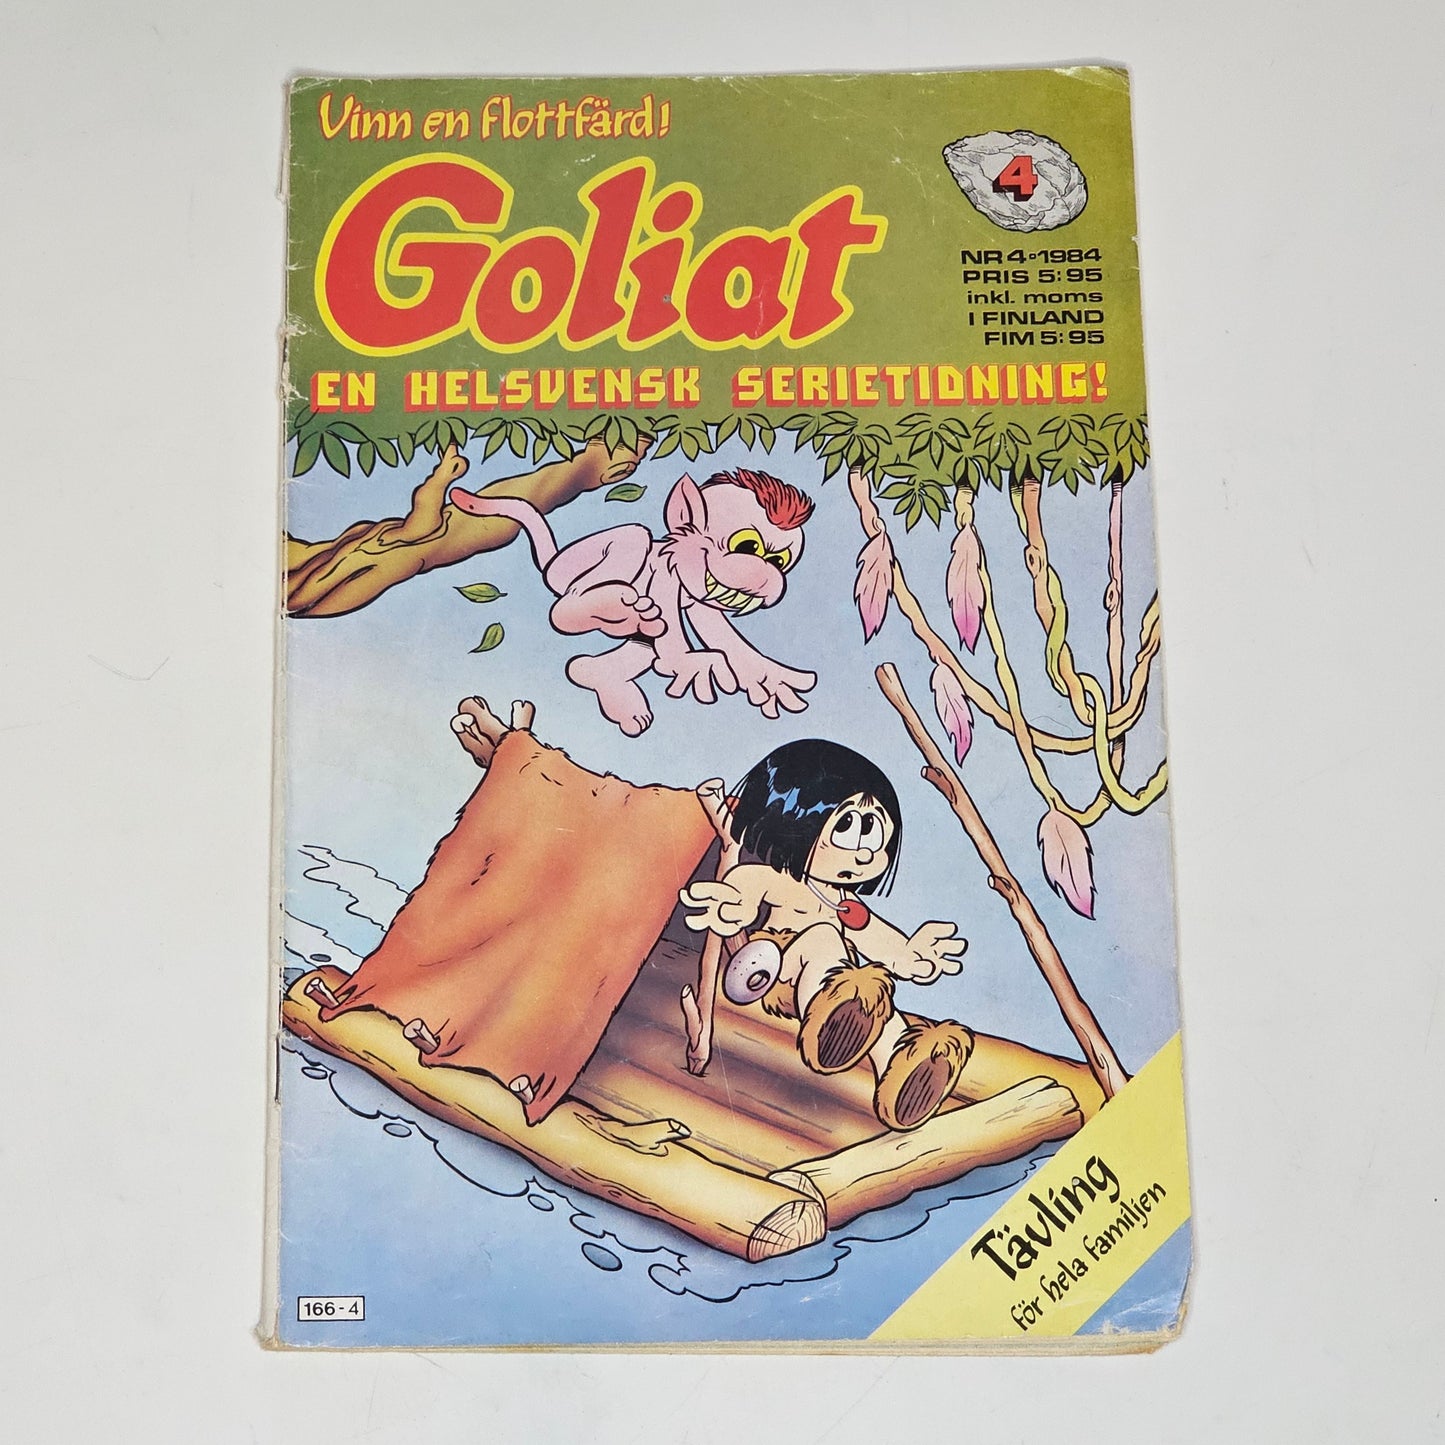 Vinn en flottfärd!
Goliat
4
NR 4 • 1984
PRIS 5:95
inkl. moms
I FINLAND
FIM 5:95
EN HELSVENSK SERIETIDNING!
Tävling
för hela familjen
166-4